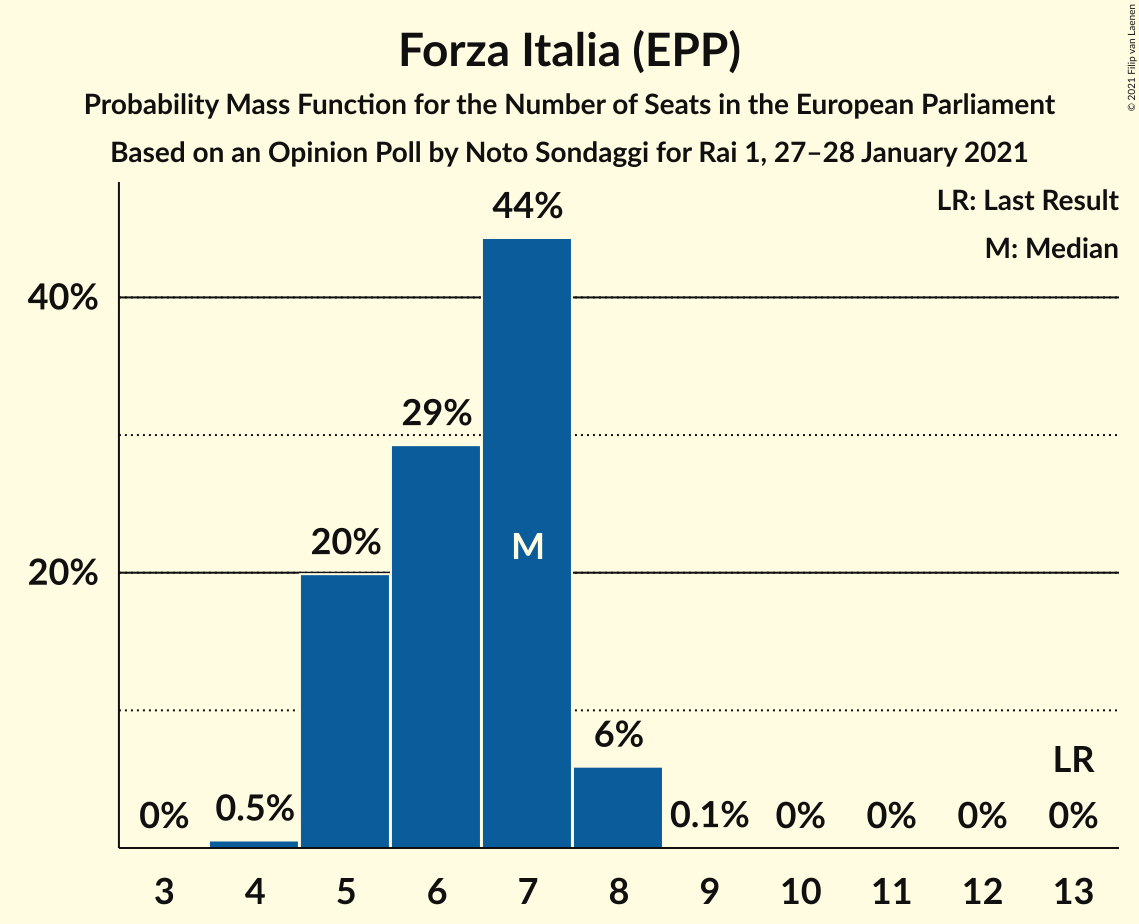 Forza Italia (EPP)
Probability Mass Function for the Number of Seats in the European Parliament
Based on an Opinion Poll by Noto Sondaggi for Rai 1, 27–28 January 2021
© 2021 Filip van Laenen
LR: Last Result
M: Median
44%
40%
29%
20%
20%
M
6%
LR
0% 0.5% 0.1% 0% 0% 0% 0%
3 4 5 6 7 8 9 10 11 12 13